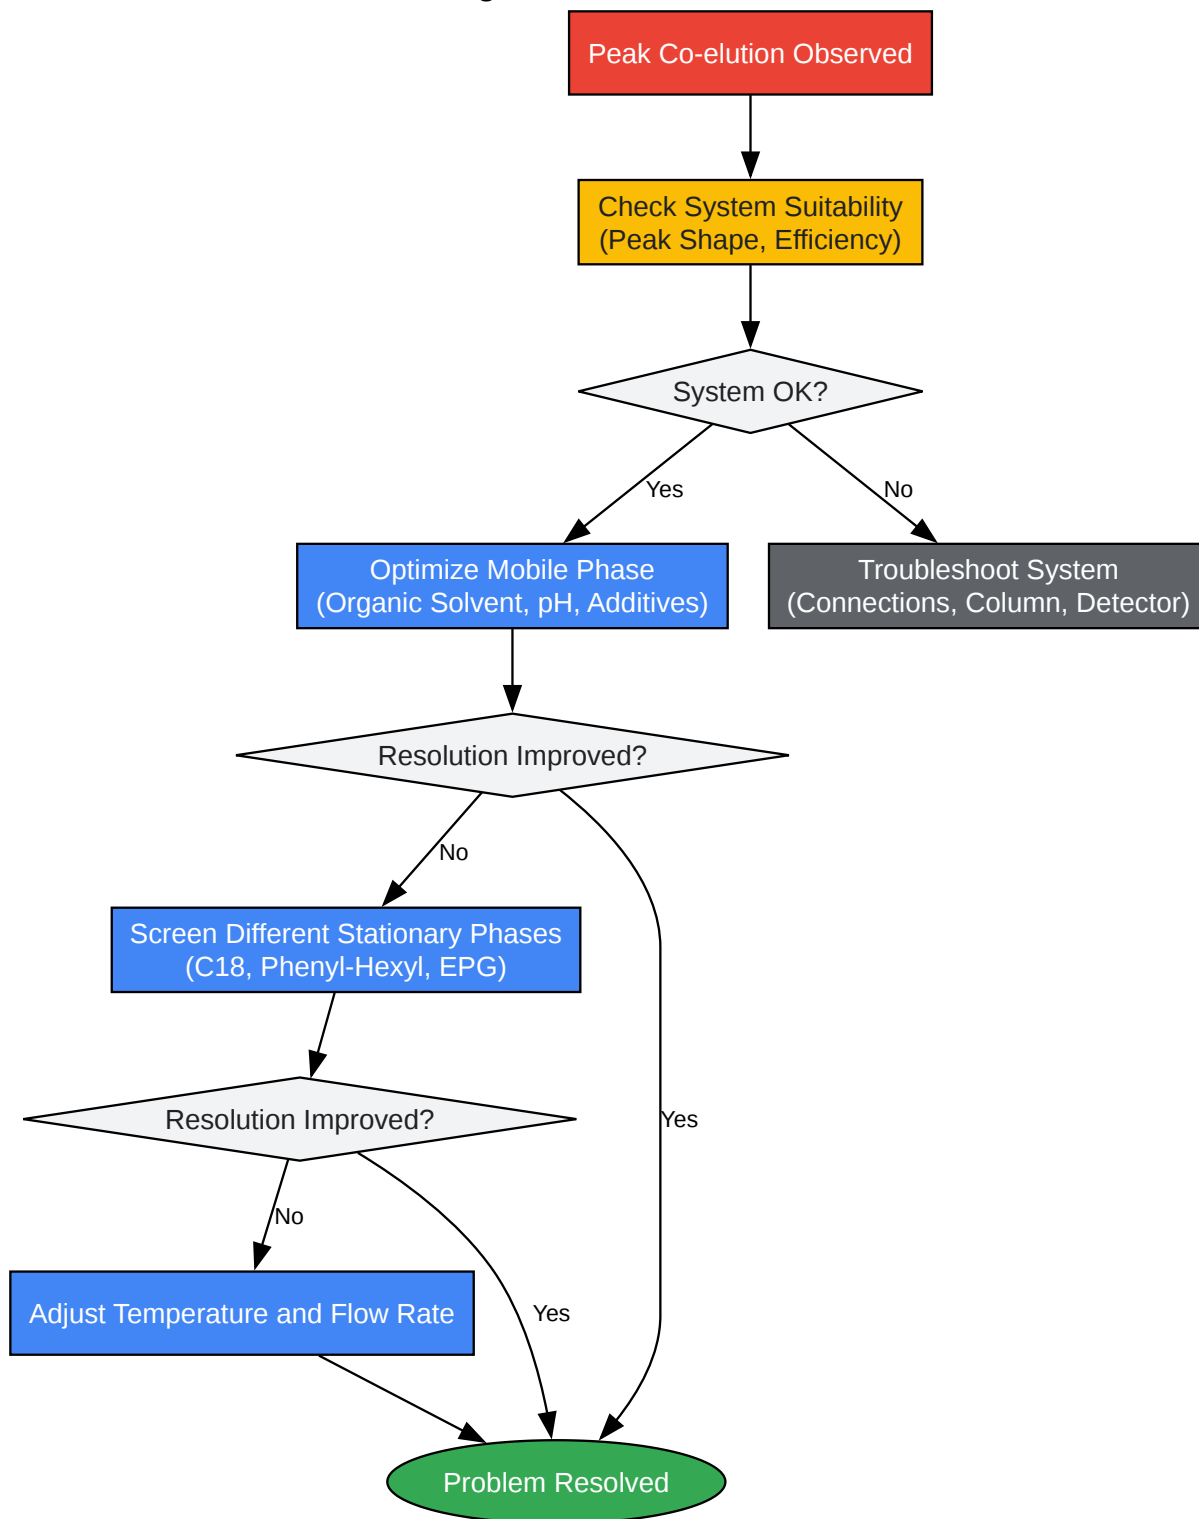 Peak Co-elution Observed
Check System Suitability
(Peak Shape, Efficiency)
System OK?
Yes
No
Optimize Mobile Phase
(Organic Solvent, pH, Additives)
Troubleshoot System
(Connections, Column, Detector)
Resolution Improved?
No
Screen Different Stationary Phases
(C18, Phenyl-Hexyl, EPG)
Resolution Improved?
Yes
No
Adjust Temperature and Flow Rate
Yes
Problem Resolved